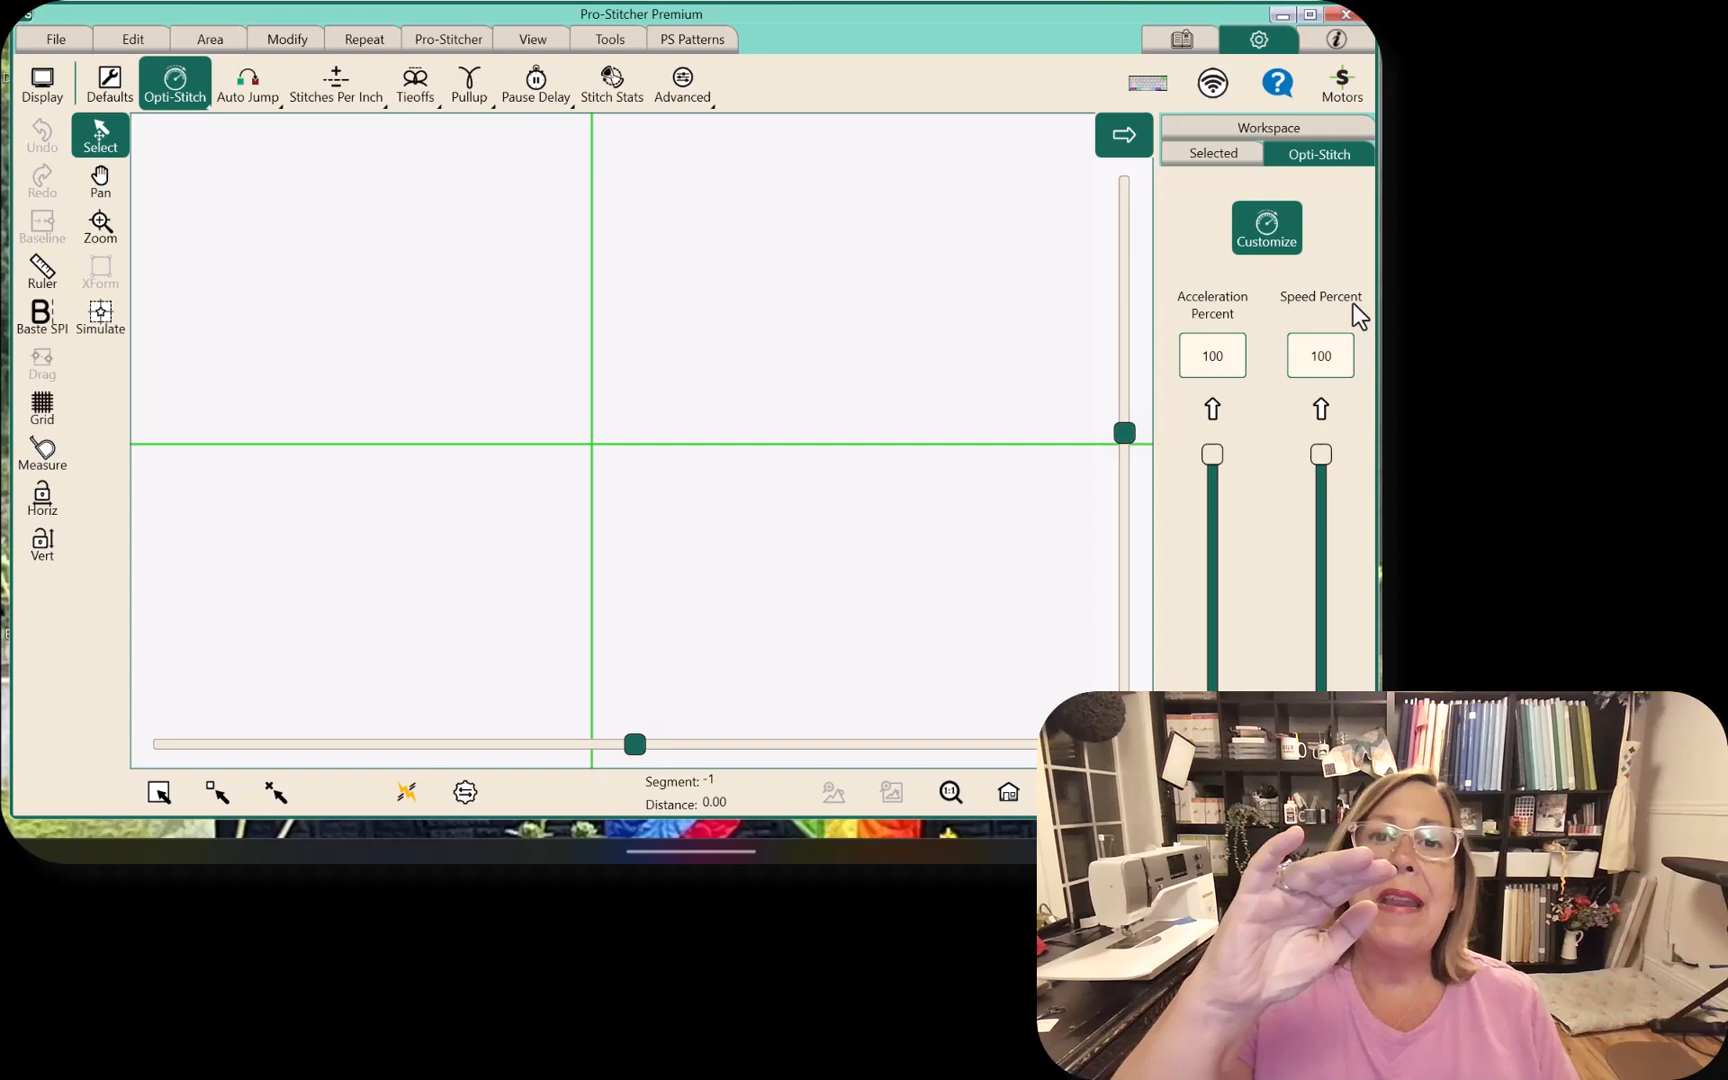 Pro-Stitcher Premium
File Edit Area Modify Repeat Pro-Stitcher View Tools PS Patterns
Display Defaults Opti-Stitch Auto Jump Stitches Per Inch Tieoffs Pullup Pause Delay Stitch Stats Advanced Motors
Undo Select
Redo Pan
Baseline Zoom
Ruler XForm
Baste SPI Simulate
Drag
Grid
Measure
Horiz
Vert
Workspace
Selected Opti-Stitch
Customize
Acceleration Percent
Speed Percent
100 100
Segment: -1
Distance: 0.00
1:1